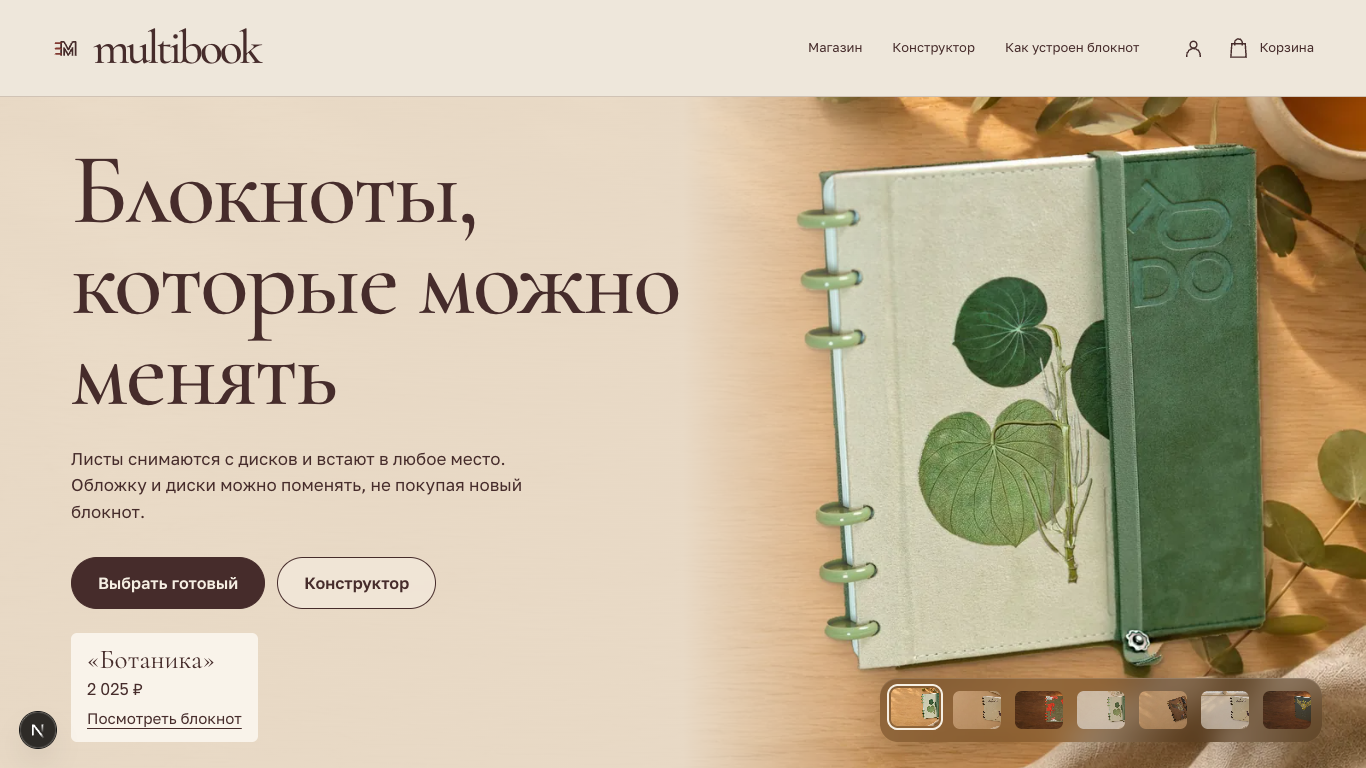 multibook
Магазин
Конструктор
Как устроен блокнот
Корзина
Блокноты,
которые можно
менять
YO
DO
Листы снимаются с дисков и встают в любое место.
Обложку и диски можно поменять, не покупая новый
блокнот.
Выбрать готовый
Конструктор
«Ботаника»
2 025 ₽
Посмотреть блокнот
N